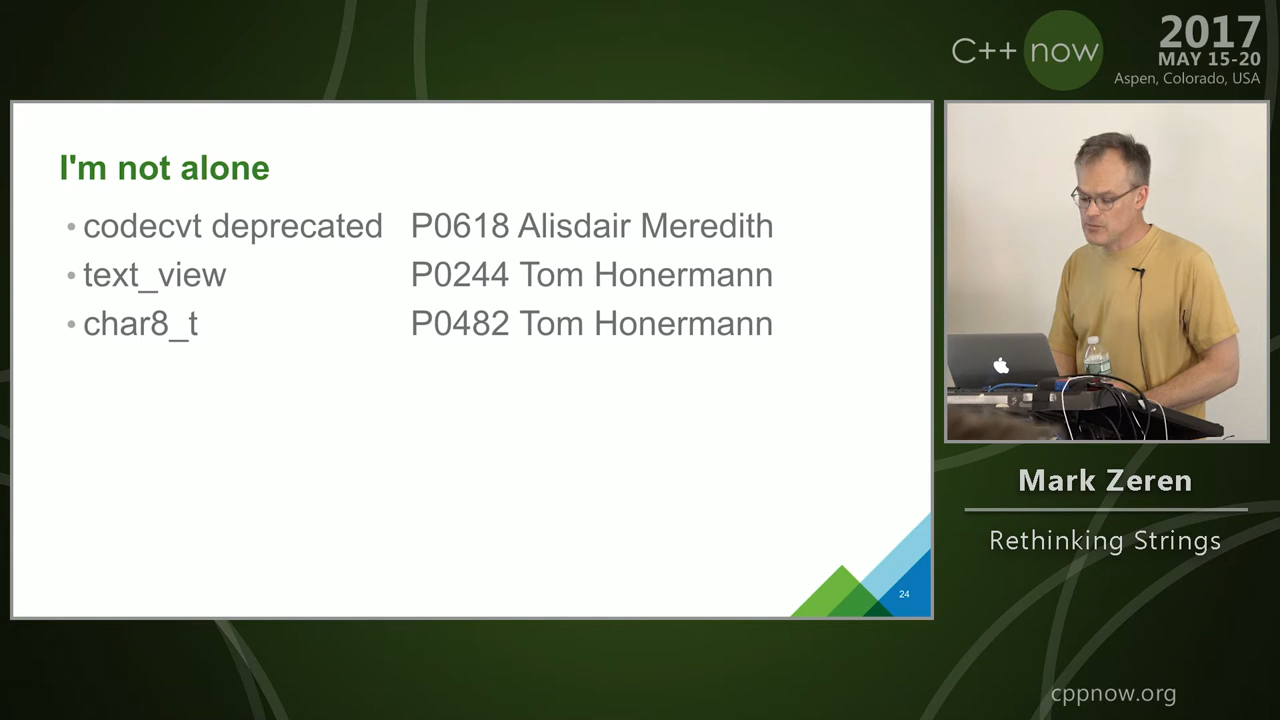 C++ now
2017
MAY 15-20
Aspen, Colorado, USA
I'm not alone
• codecvt deprecated P0618 Alisdair Meredith
• text_view P0244 Tom Honermann
• char8_t P0482 Tom Honermann
24
Mark Zeren
Rethinking Strings
cppnow.org